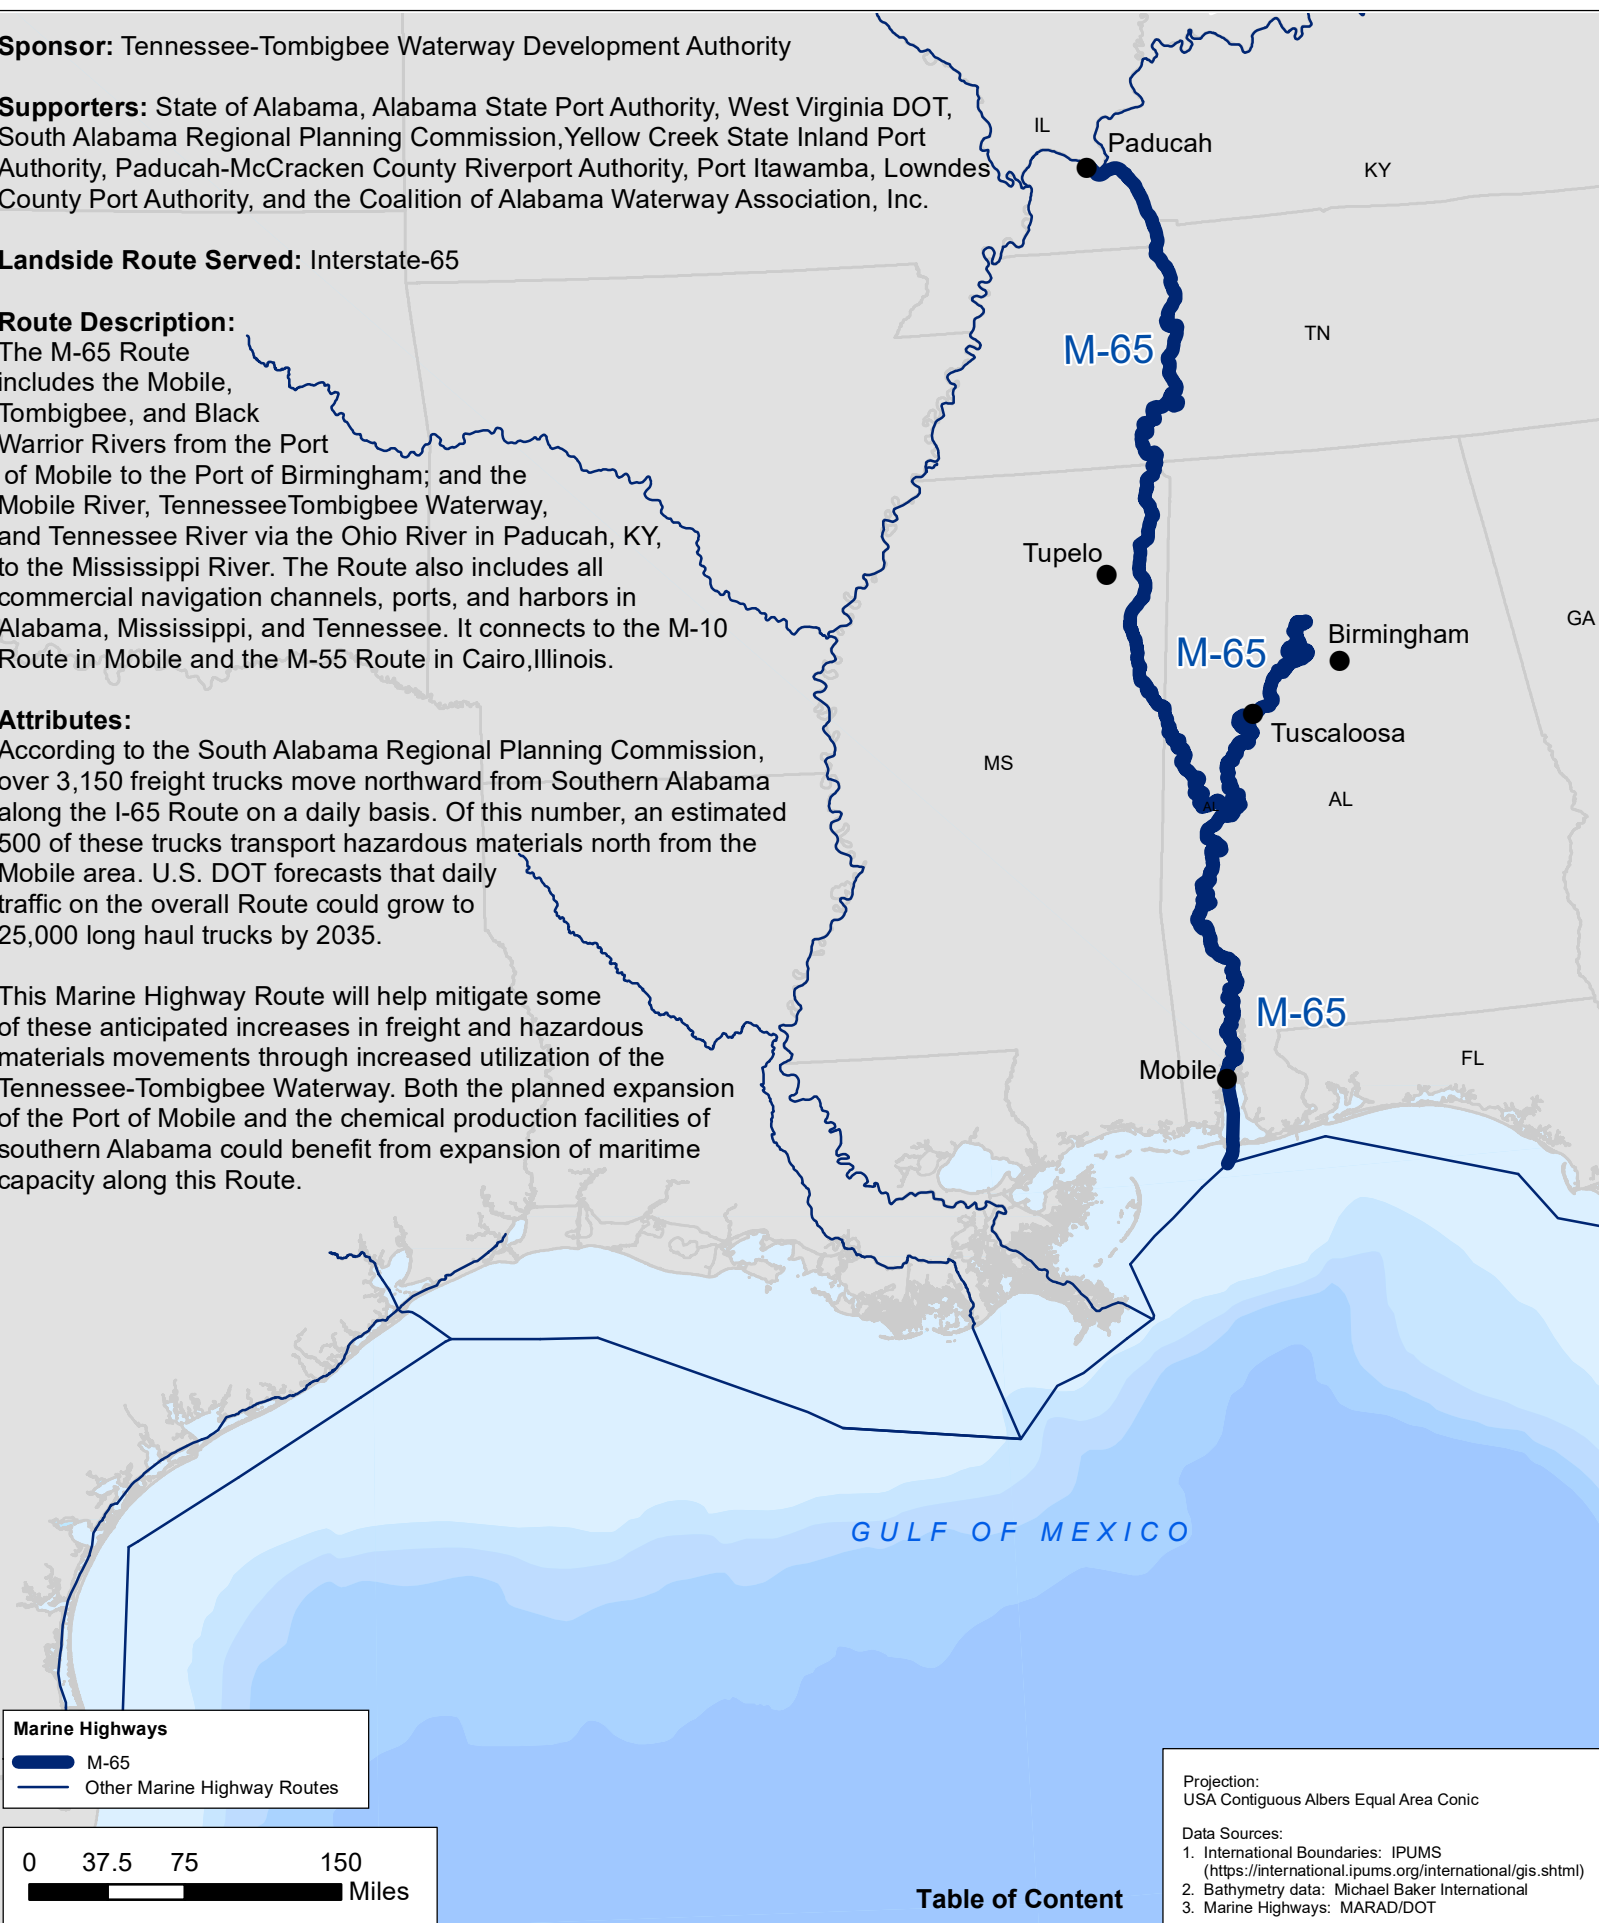 Sponsor: Tennessee-Tombigbee Waterway Development Authority
Supporters: State of Alabama, Alabama State Port Authority, West Virginia DOT,
South Alabama Regional Planning Commission,Yellow Creek State Inland Port
Authority, Paducah-McCracken County Riverport Authority, Port Itawamba, Lowndes
County Port Authority, and the Coalition of Alabama Waterway Association, Inc.
Landside Route Served: Interstate-65
Route Description:
The M-65 Route
includes the Mobile,
Tombigbee, and Black
Warrior Rivers from the Port
of Mobile to the Port of Birmingham; and the
Mobile River, TennesseeTombigbee Waterway,
and Tennessee River via the Ohio River in Paducah, KY,
to the Mississippi River. The Route also includes all
commercial navigation channels, ports, and harbors in
Alabama, Mississippi, and Tennessee. It connects to the M-10
Route in Mobile and the M-55 Route in Cairo,Illinois.
Attributes:
According to the South Alabama Regional Planning Commission,
over 3,150 freight trucks move northward from Southern Alabama
along the I-65 Route on a daily basis. Of this number, an estimated
500 of these trucks transport hazardous materials north from the
Mobile area. U.S. DOT forecasts that daily
traffic on the overall Route could grow to
25,000 long haul trucks by 2035.
This Marine Highway Route will help mitigate some
of these anticipated increases in freight and hazardous
materials movements through increased utilization of the
Tennessee-Tombigbee Waterway. Both the planned expansion
of the Port of Mobile and the chemical production facilities of
southern Alabama could benefit from expansion of maritime
capacity along this Route.
IL
Paducah
KY
M-65
TN
Tupelo
GA
M-65
Birmingham
Tuscaloosa
MS
AL
AL
M-65
Mobile
FL
GULF OF MEXICO
Marine Highways
M-65
Other Marine Highway Routes
0 37.5 75 150
Miles
Table of Content
Projection:
USA Contiguous Albers Equal Area Conic
Data Sources:
1. International Boundaries: IPUMS
(https://international.ipums.org/international/gis.shtml)
2. Bathymetry data: Michael Baker International
3. Marine Highways: MARAD/DOT